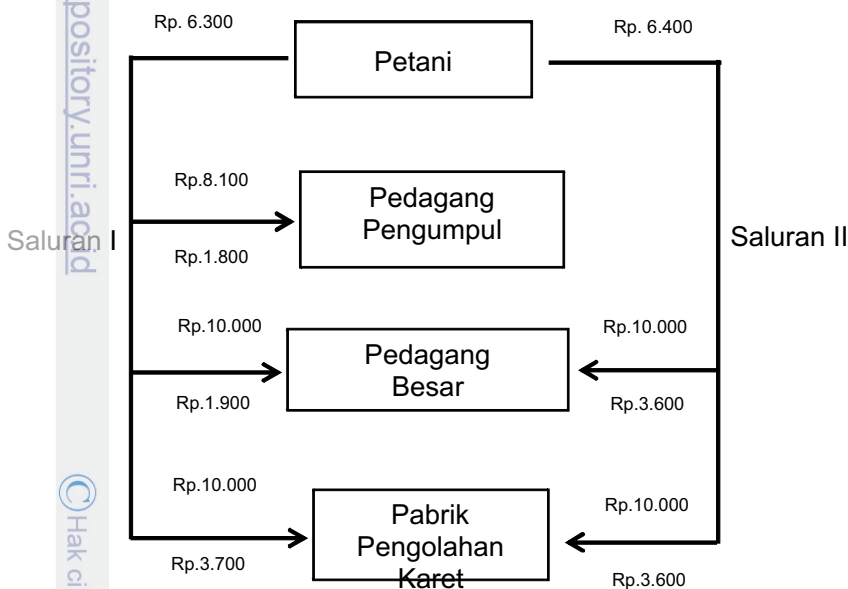 Rp. 6.300
Rp. 6.400
Petani
Rp.8.100
Pedagang
Pengumpul
Saluran I
Saluran II
Rp.1.800
Rp.10.000
Rp.10.000
Pedagang
Besar
Rp.1.900
Rp.3.600
Rp.10.000
Rp.10.000
Pabrik
Pengolahan
Karet
Rp.3.700
Rp.3.600
pository.unri.ac.id
© Hak ci